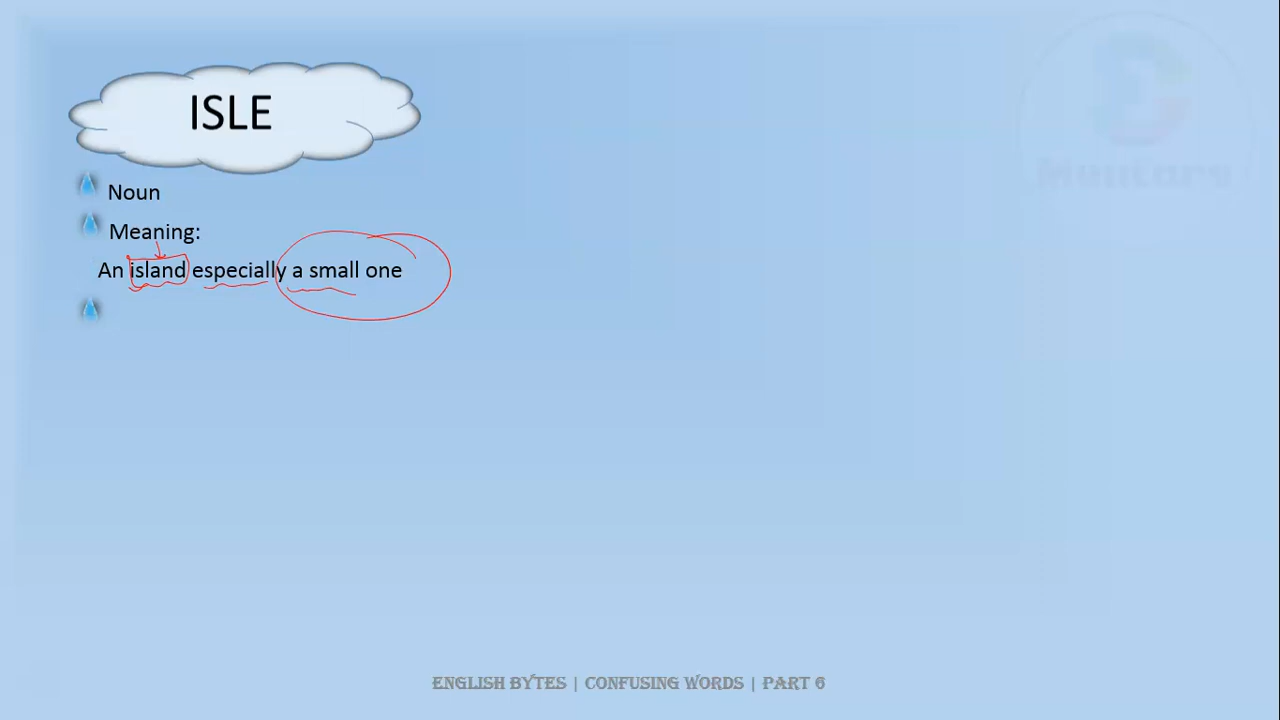 ISLE
Noun
Meaning:
An island especially a small one
ENGLISH BYTES | CONFUSING WORDS | PART 6